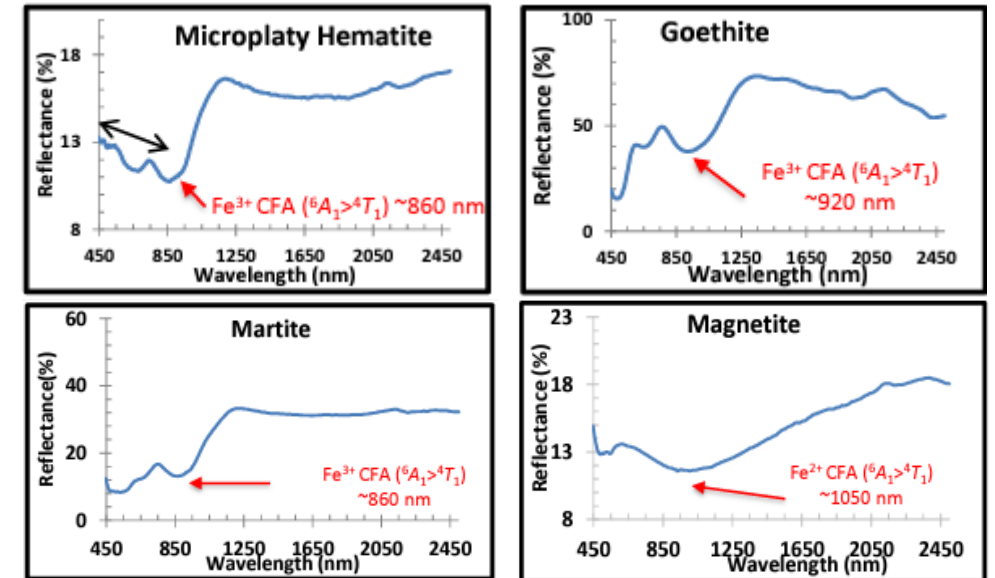 Microplaty Hematite
Reflectance (%)
18
13
8
Fe³⁺ CFA (⁶A₁>⁴T₁) ~860 nm
450 850 1250 1650 2050 2450
Wavelength (nm)
Goethite
Reflectance (%)
100
50
0
Fe³⁺ CFA (⁶A₁>⁴T₁)
~920 nm
450 850 1250 1650 2050 2450
Wavelength (nm)
Martite
Reflectance(%)
60
40
20
0
Fe³⁺ CFA (⁶A₁>⁴T₁)
~860 nm
450 850 1250 1650 2050 2450
Wavelength (nm)
Magnetite
Reflectance (%)
23
18
13
8
Fe²⁺ CFA (⁶A₁>⁴T₁)
~1050 nm
450 850 1250 1650 2050 2450
Wavelength (nm)